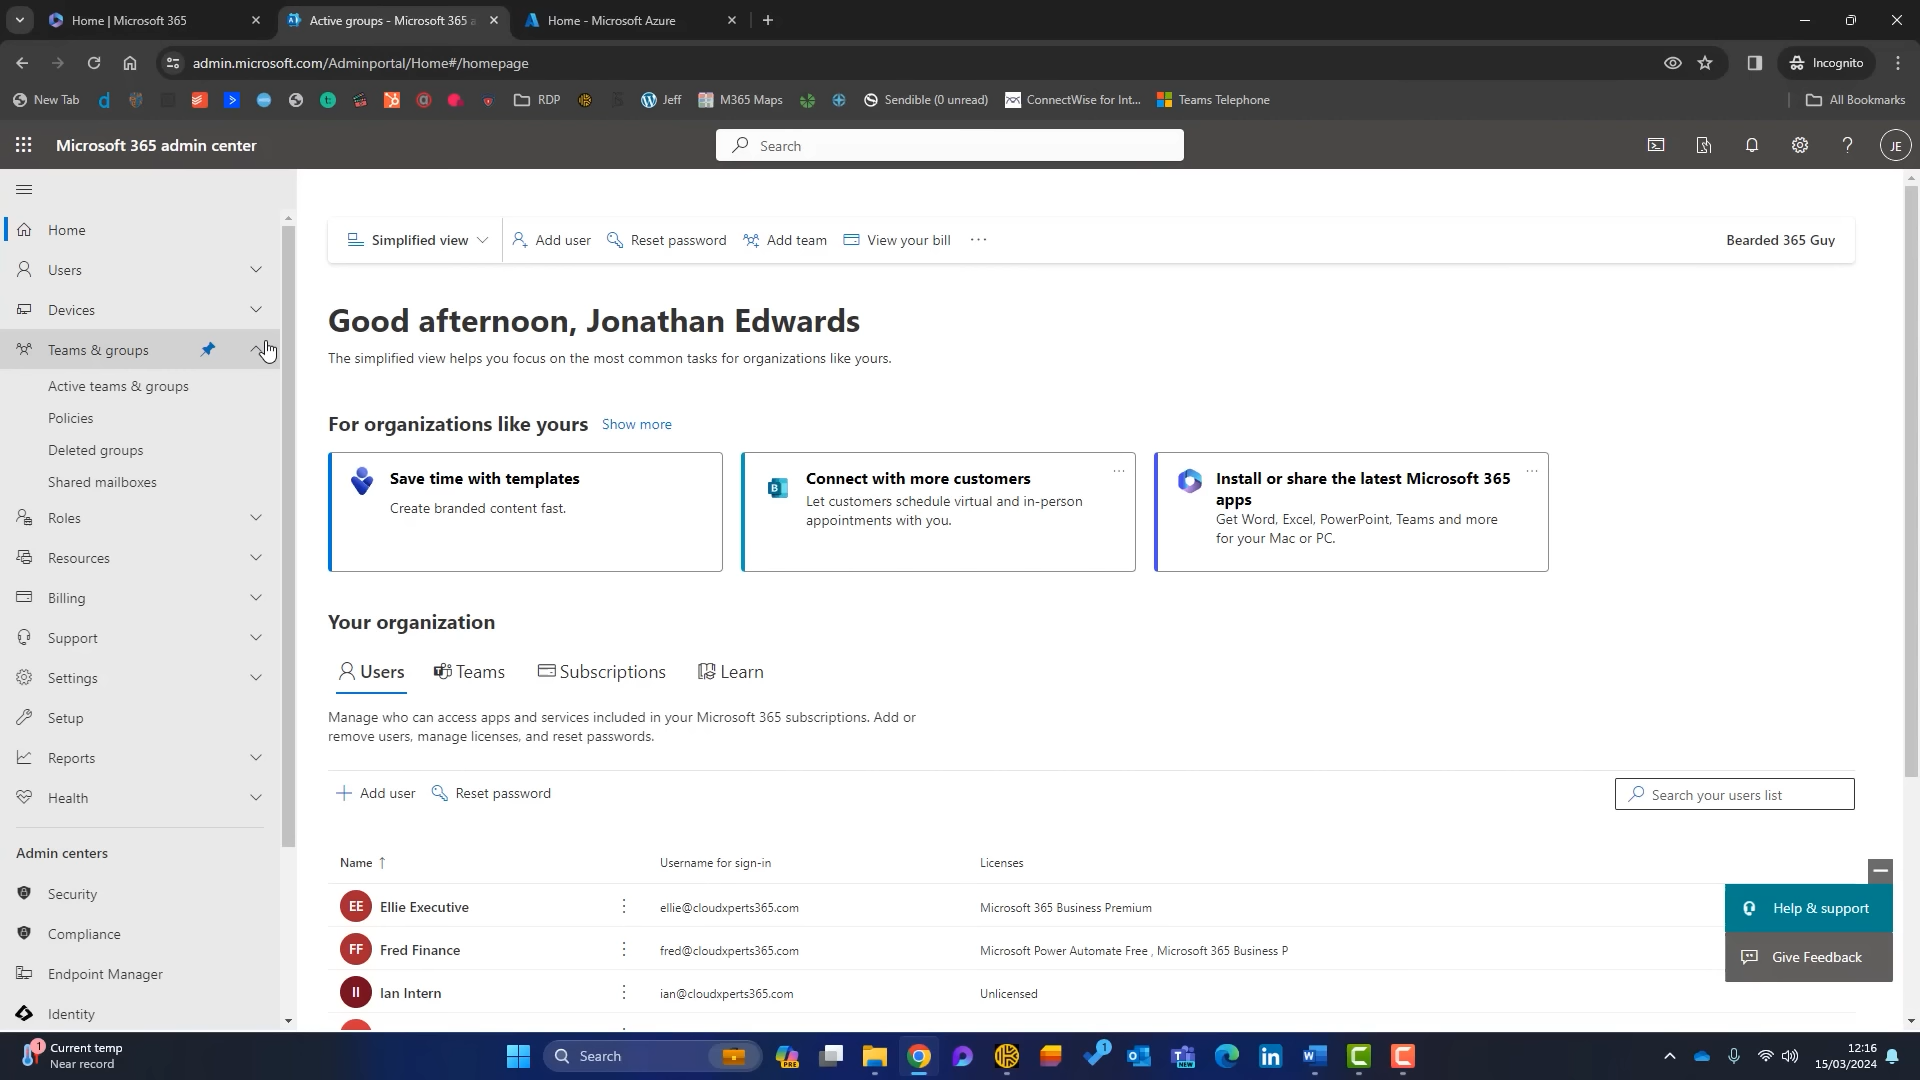 Home | Microsoft 365
Active groups - Microsoft 365 a
Home - Microsoft Azure
admin.microsoft.com/Adminportal/Home#/homepage
Incognito
New Tab
RDP
Jeff
M365 Maps
Sendible (0 unread)
ConnectWise for Int...
Teams Telephone
All Bookmarks
Microsoft 365 admin center
Search
JE
Home
Users
Devices
Teams & groups
Active teams & groups
Policies
Deleted groups
Shared mailboxes
Roles
Resources
Billing
Support
Settings
Setup
Reports
Health
Admin centers
Security
Compliance
Endpoint Manager
Identity
Simplified view
Add user
Reset password
Add team
View your bill
Bearded 365 Guy
Good afternoon, Jonathan Edwards
The simplified view helps you focus on the most common tasks for organizations like yours.
For organizations like yours
Show more
Save time with templates
Create branded content fast.
Connect with more customers
Let customers schedule virtual and in-person
appointments with you.
Install or share the latest Microsoft 365
apps
Get Word, Excel, PowerPoint, Teams and more
for your Mac or PC.
Your organization
Users
Teams
Subscriptions
Learn
Manage who can access apps and services included in your Microsoft 365 subscriptions. Add or
remove users, manage licenses, and reset passwords.
Add user
Reset password
Search your users list
Name ↑
Username for sign-in
Licenses
EE Ellie Executive
ellie@cloudxperts365.com
Microsoft 365 Business Premium
FF Fred Finance
fred@cloudxperts365.com
Microsoft Power Automate Free , Microsoft 365 Business P
II Ian Intern
ian@cloudxperts365.com
Unlicensed
Help & support
Give Feedback
1
Current temp
Near record
Search
PRE
1
NEW
12:16
15/03/2024